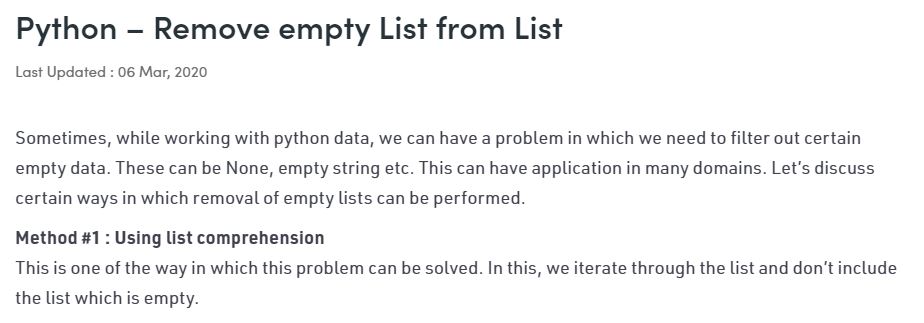 Python – Remove empty List from List
Last Updated : 06 Mar, 2020
Sometimes, while working with python data, we can have a problem in which we need to filter out certain
empty data. These can be None, empty string etc. This can have application in many domains. Let’s discuss
certain ways in which removal of empty lists can be performed.
Method #1 : Using list comprehension
This is one of the way in which this problem can be solved. In this, we iterate through the list and don’t include
the list which is empty.